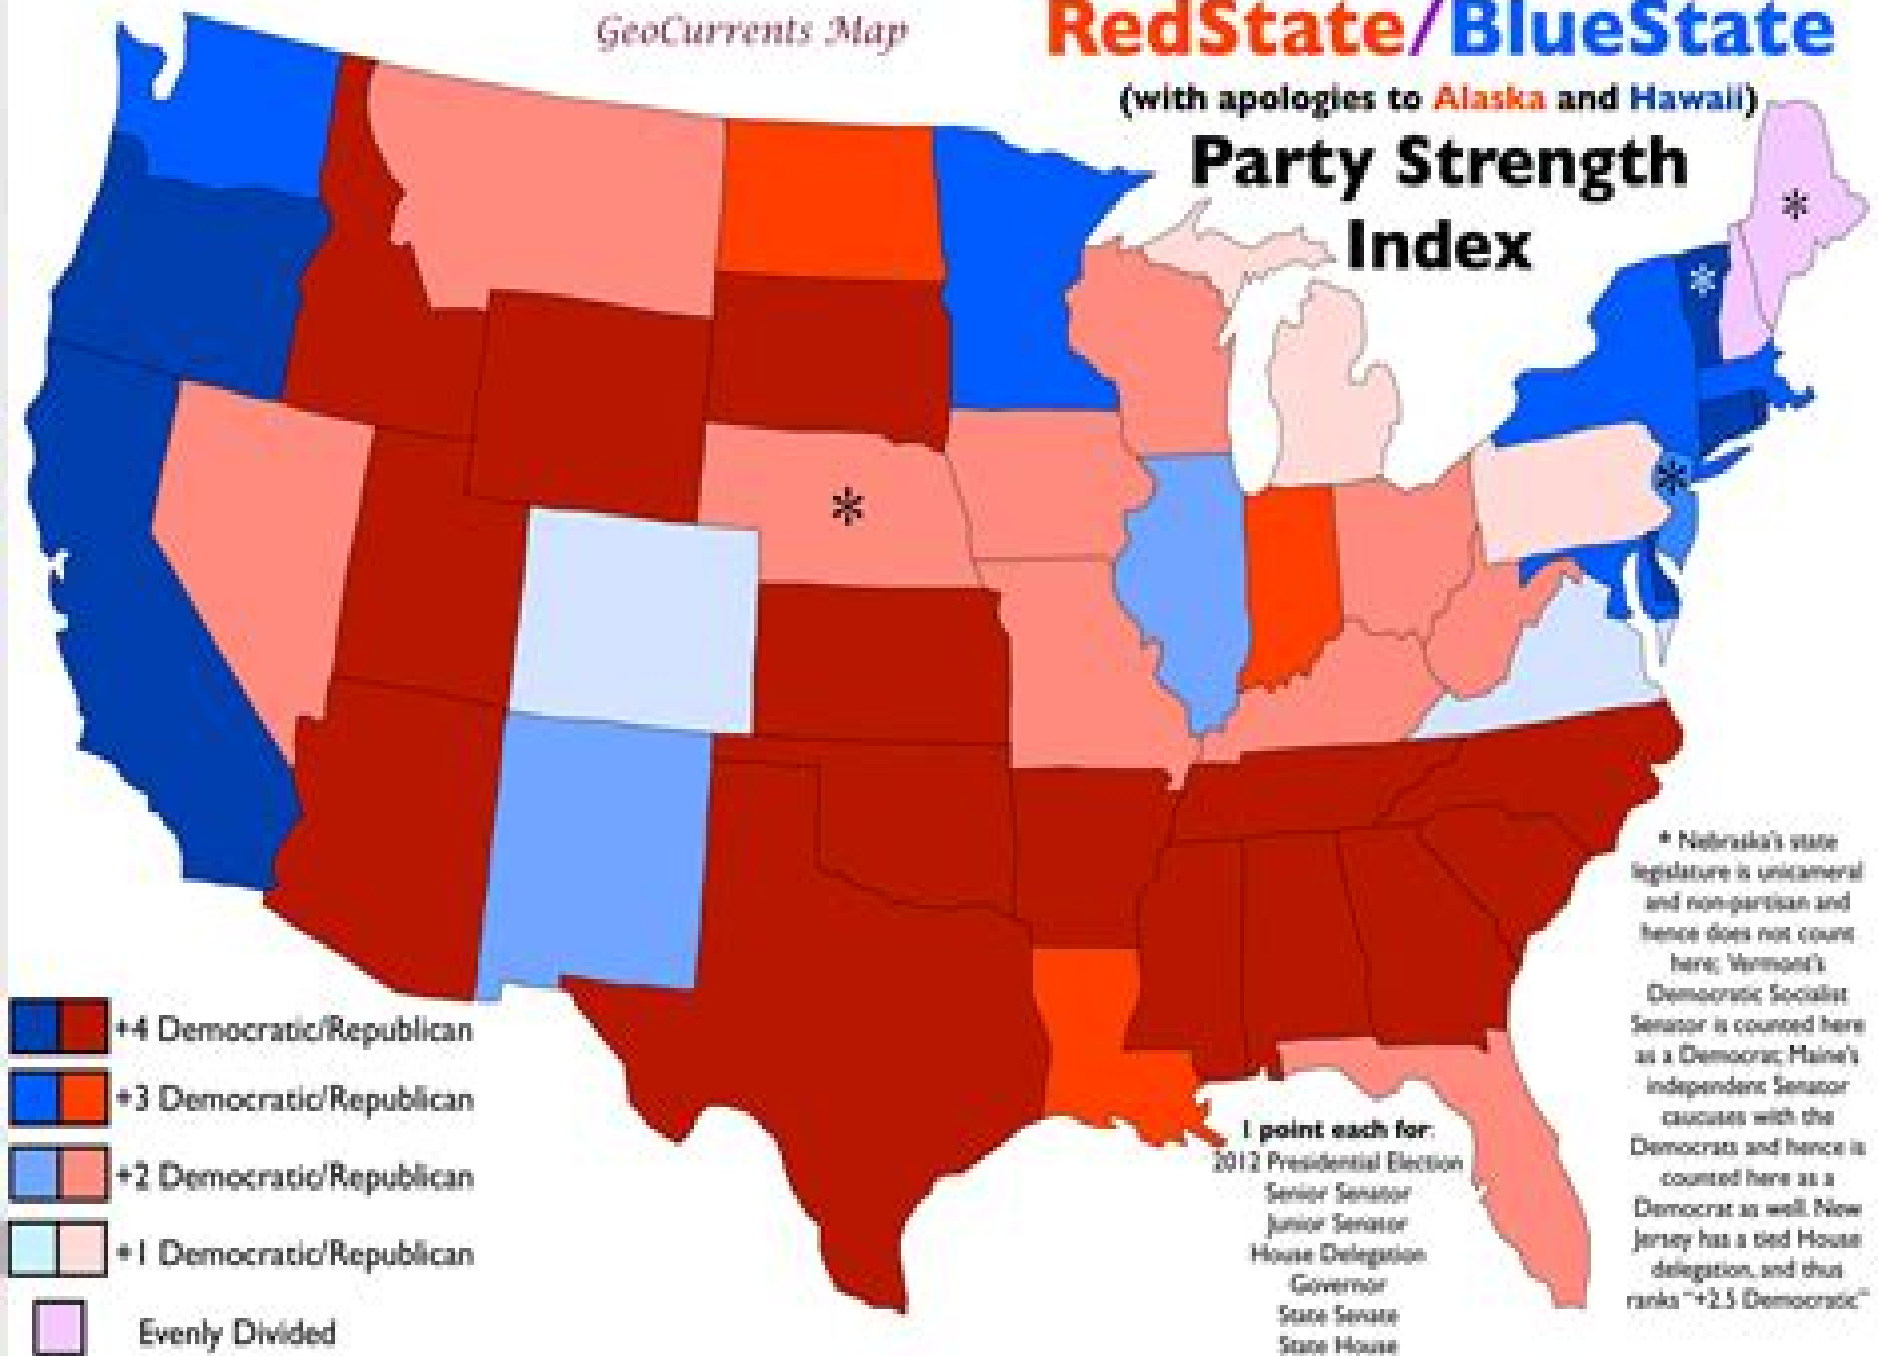 GeoCurrents Map
RedState/BlueState
(with apologies to Alaska and Hawaii)
Party Strength
Index
*
*
*
*
+4 Democratic/Republican
+3 Democratic/Republican
+2 Democratic/Republican
+1 Democratic/Republican
Evenly Divided
1 point each for:
2012 Presidential Election
Senior Senator
Junior Senator
House Delegation
Governor
State Senate
State House
* Nebraska's state
legislature is unicameral
and non-partisan and
hence does not count
here; Vermont's
Democratic Socialist
Senator is counted here
as a Democrat; Maine's
independent Senator
caucuses with the
Democrats and hence is
counted here as a
Democrat as well. New
Jersey has a tied House
delegation, and thus
ranks "+2.5 Democratic"